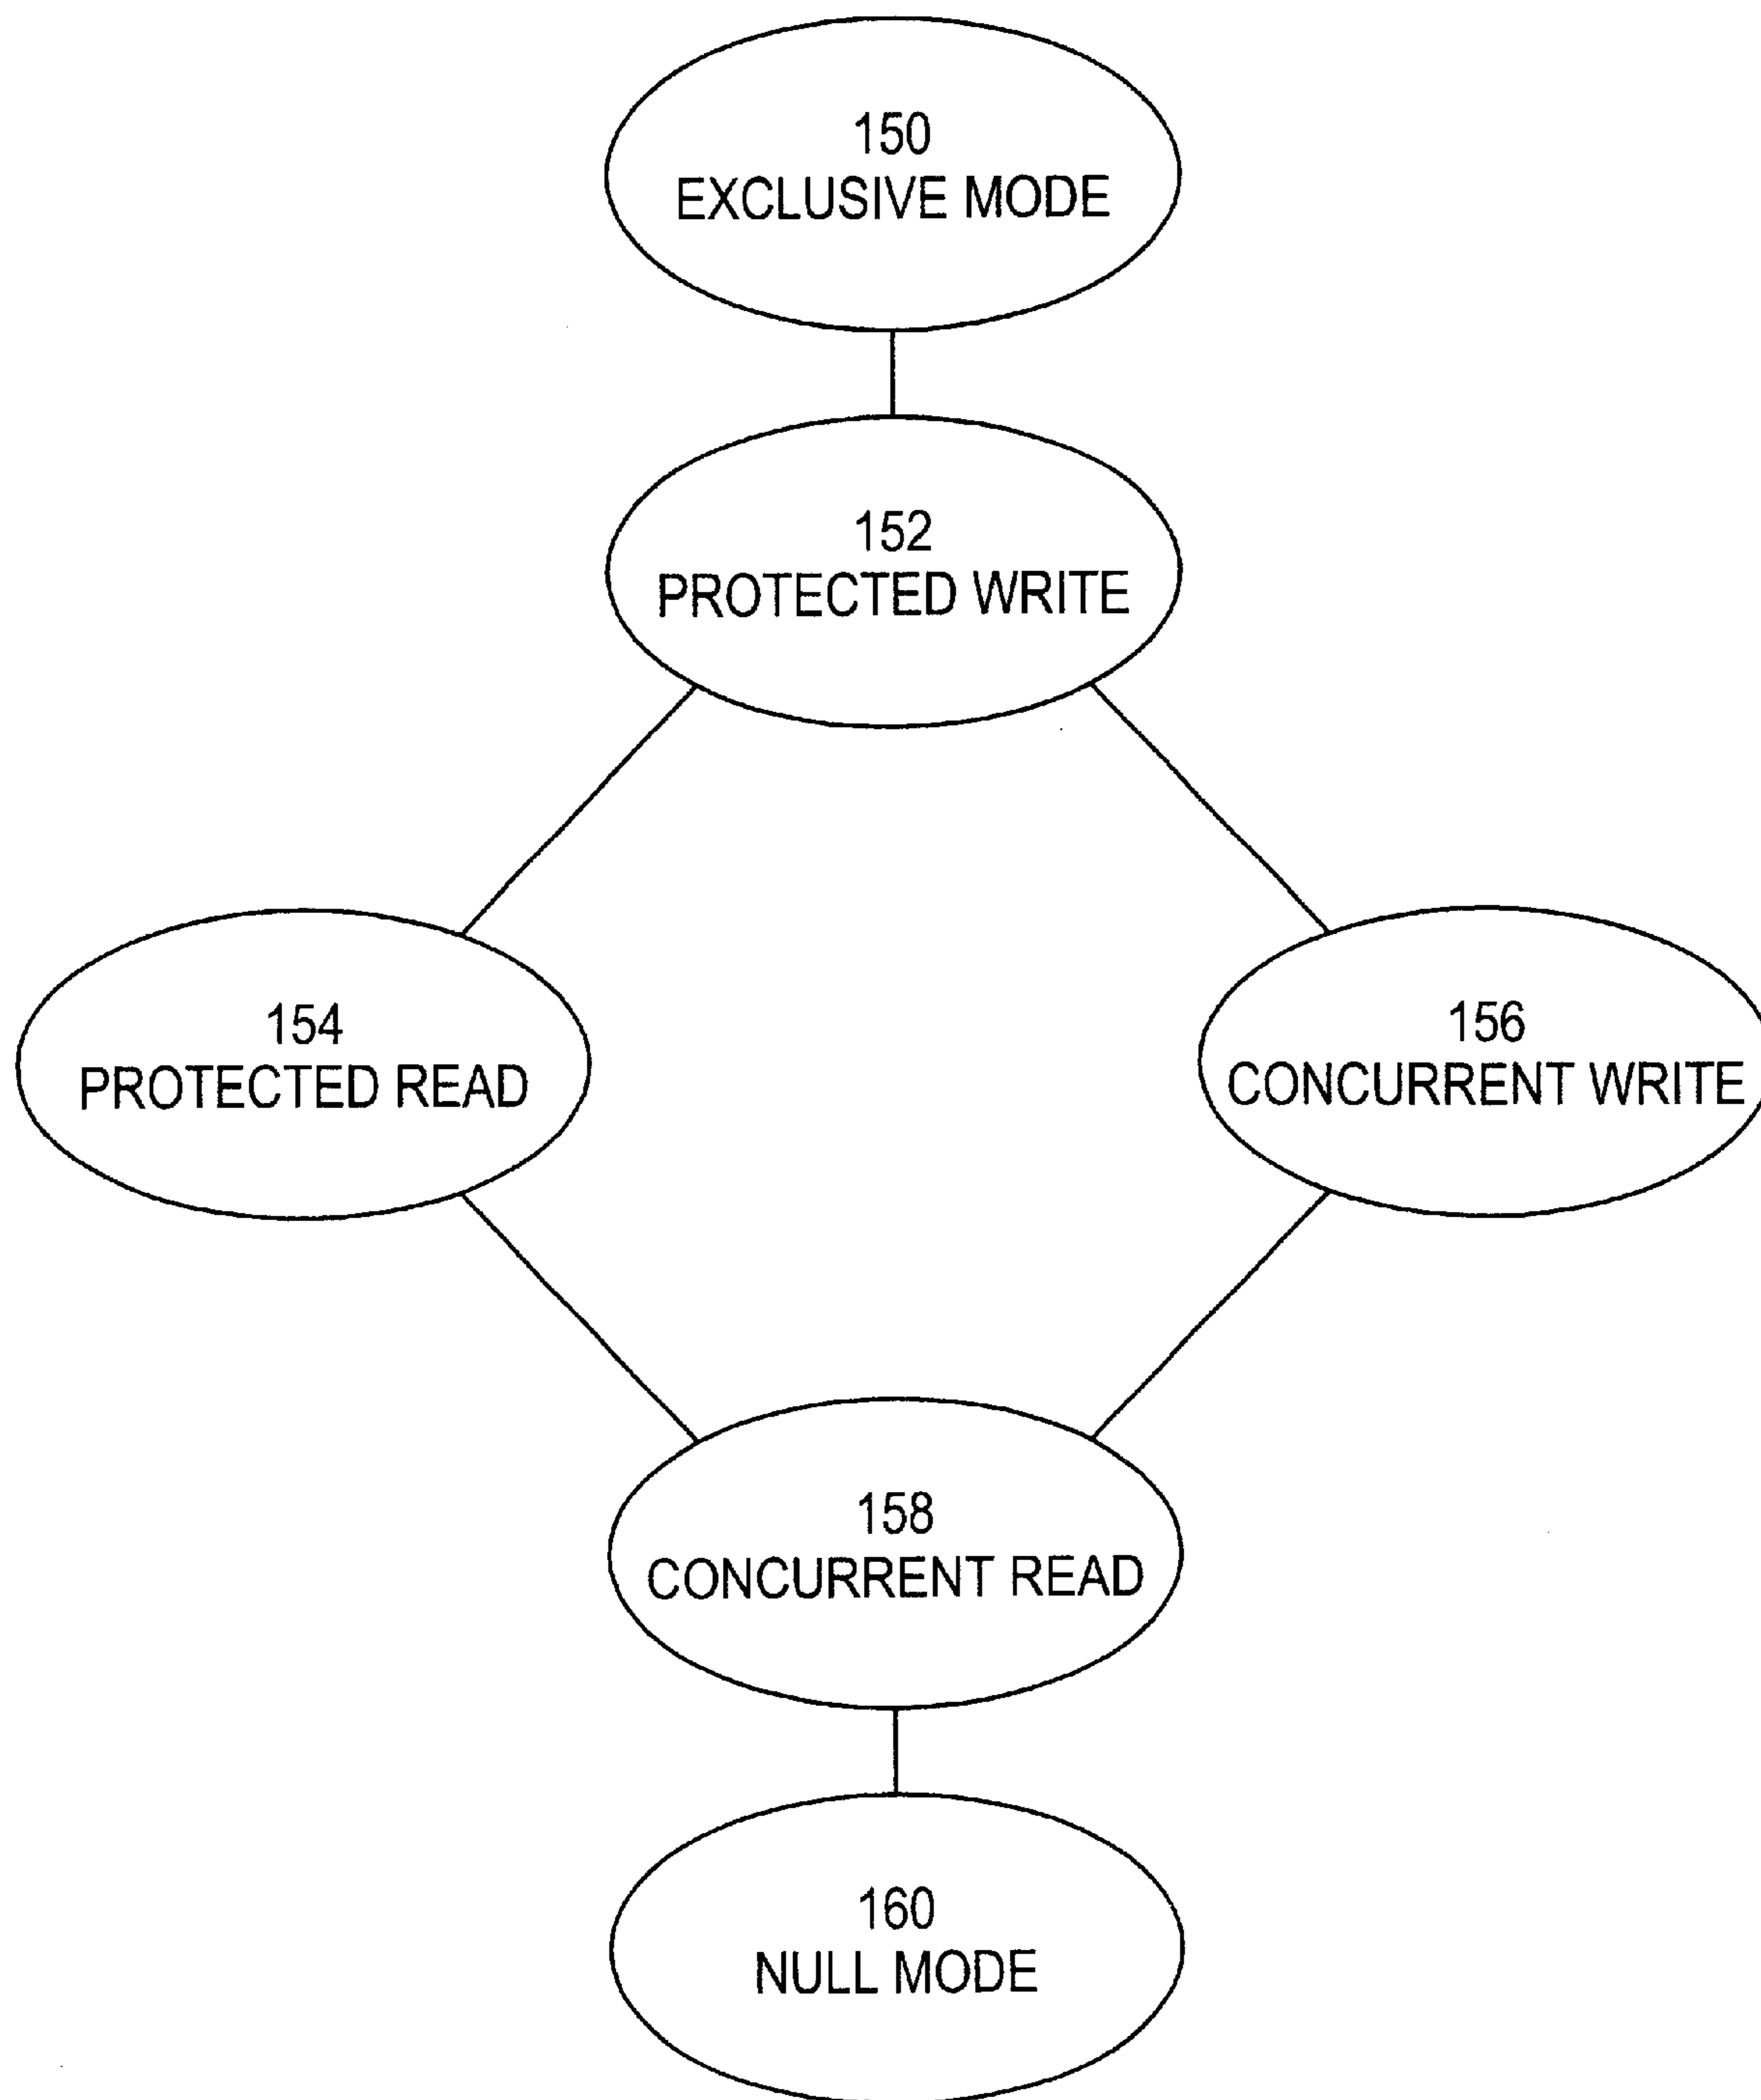 150
EXCLUSIVE MODE
152
PROTECTED WRITE
154
PROTECTED READ
156
CONCURRENT WRITE
158
CONCURRENT READ
160
NULL MODE